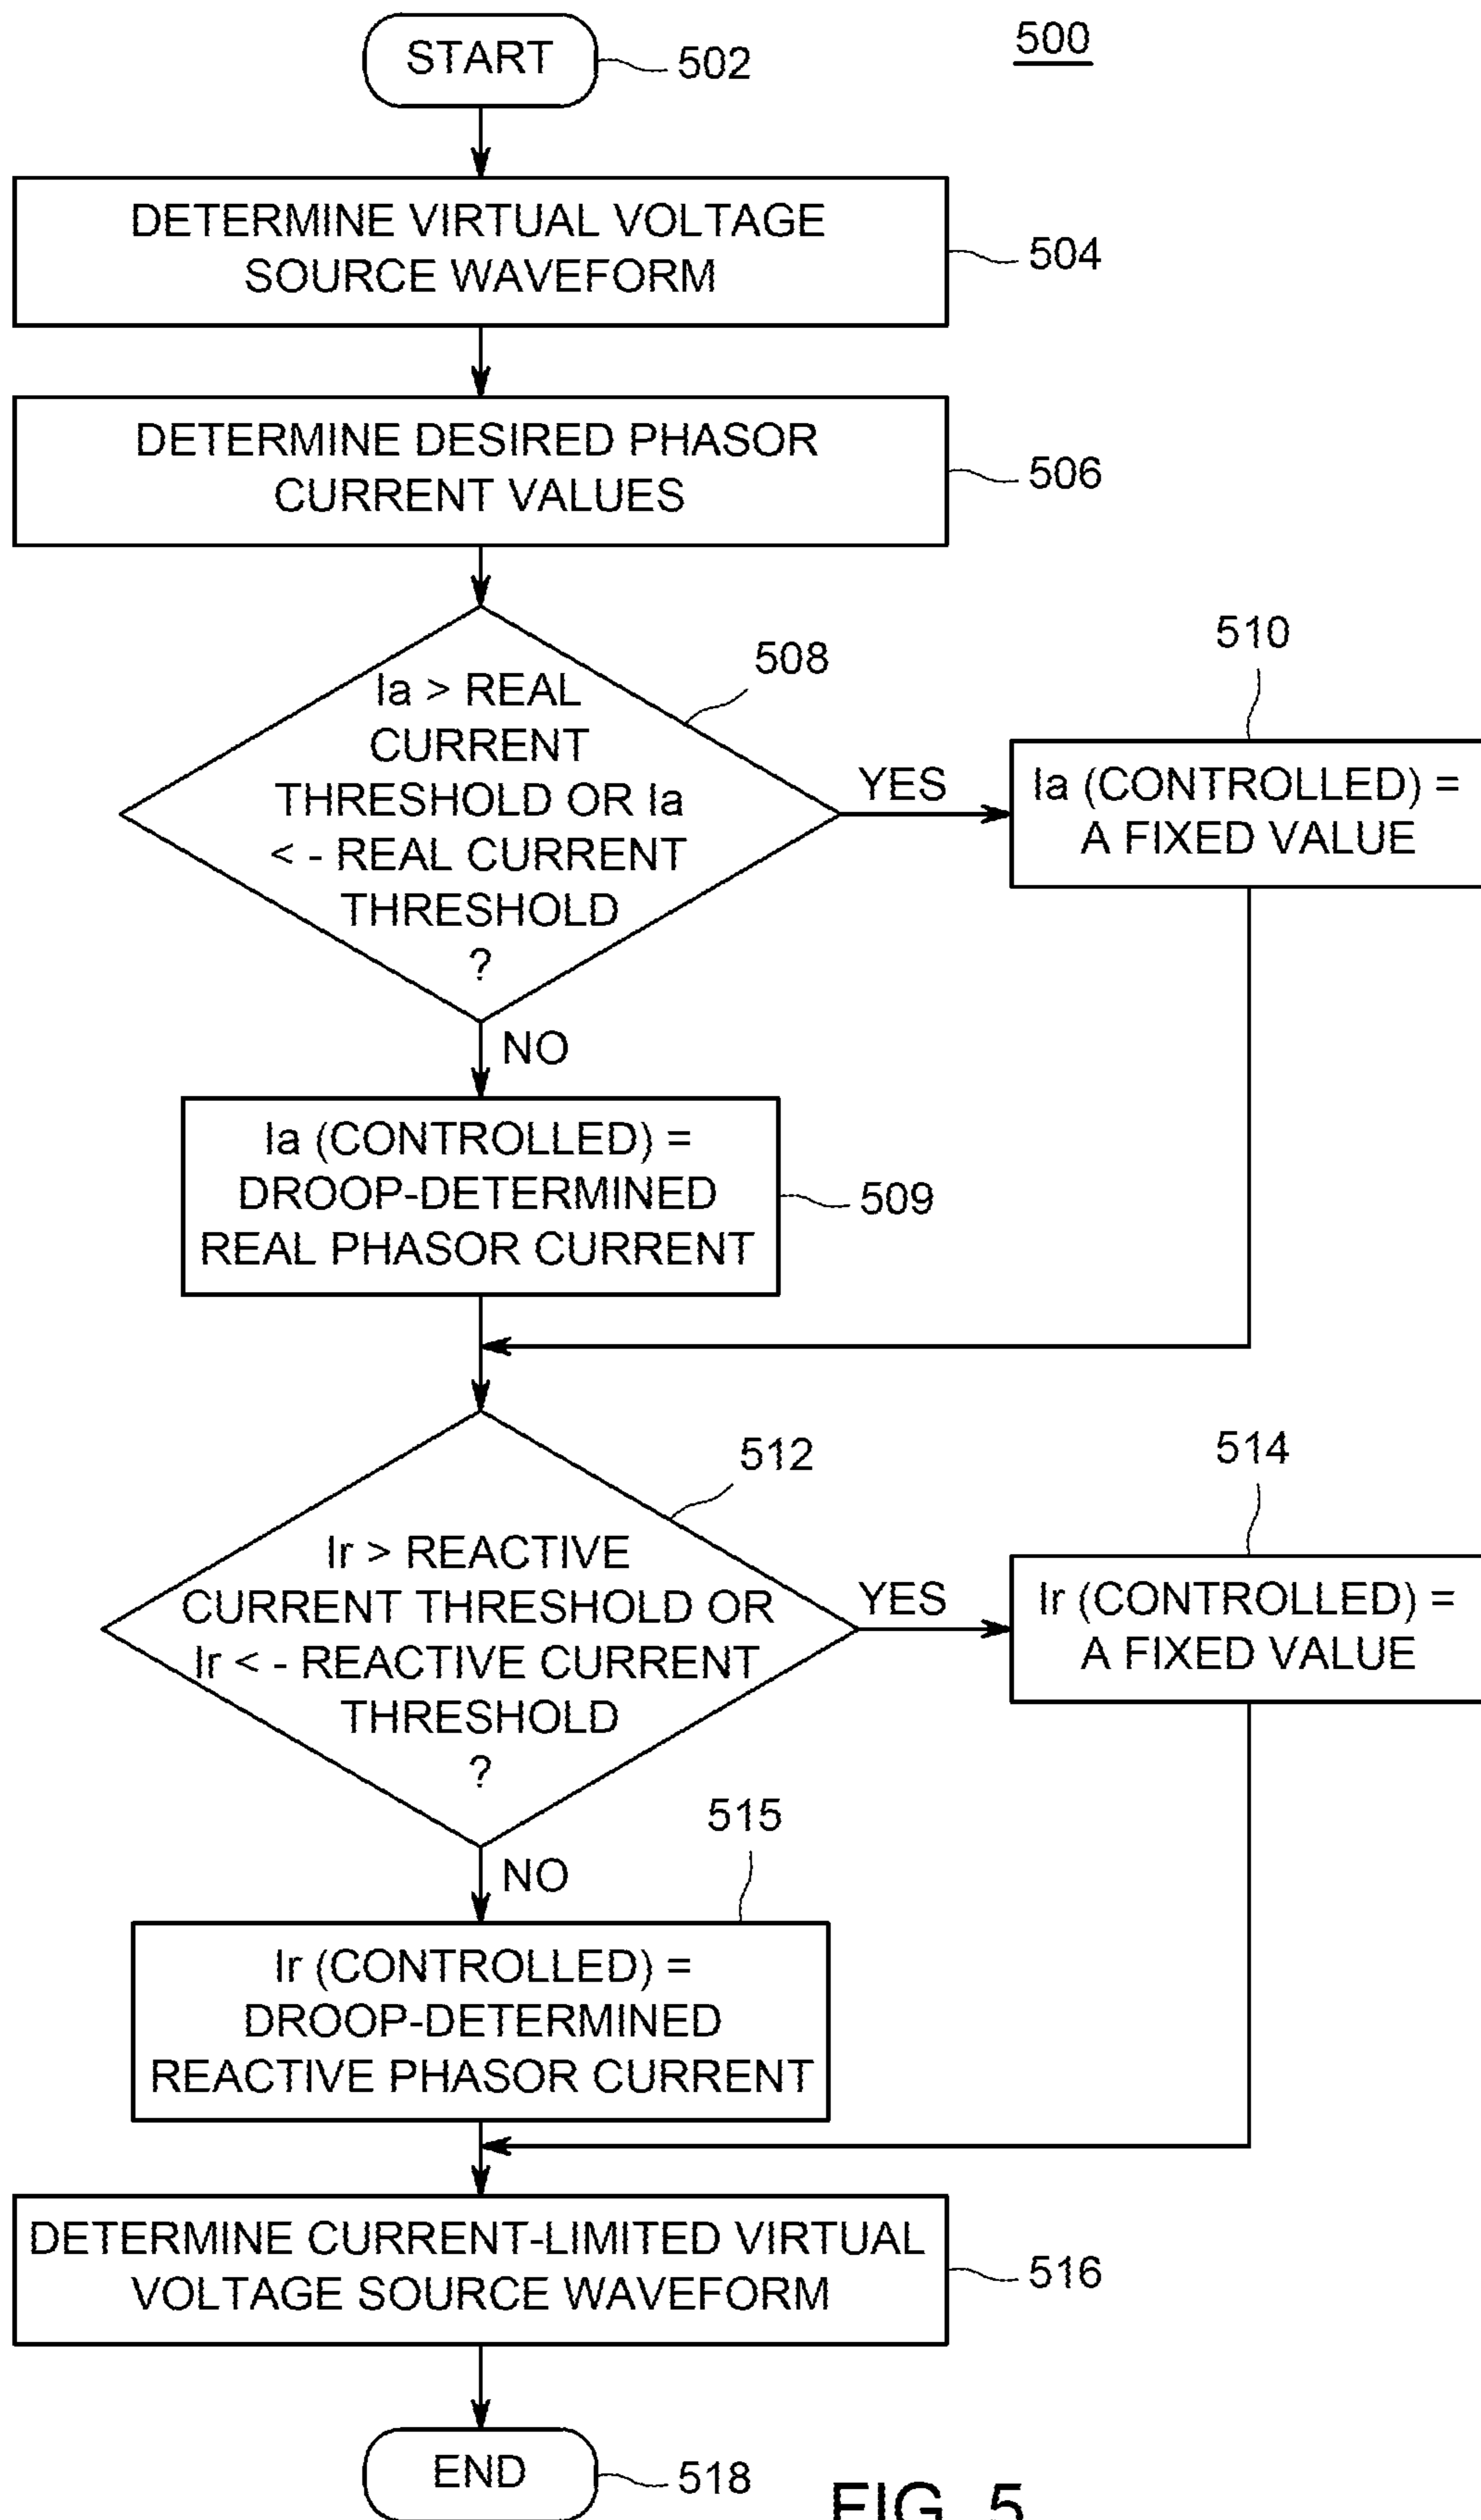 START
502
500
DETERMINE VIRTUAL VOLTAGE
SOURCE WAVEFORM
504
DETERMINE DESIRED PHASOR
CURRENT VALUES
506
508
Ia > REAL
CURRENT
THRESHOLD OR Ia
< - REAL CURRENT
THRESHOLD
?
YES
510
Ia (CONTROLLED) =
A FIXED VALUE
NO
Ia (CONTROLLED) =
DROOP-DETERMINED
REAL PHASOR CURRENT
509
512
Ir > REACTIVE
CURRENT THRESHOLD OR
Ir < - REACTIVE CURRENT
THRESHOLD
?
YES
514
Ir (CONTROLLED) =
A FIXED VALUE
NO
515
Ir (CONTROLLED) =
DROOP-DETERMINED
REACTIVE PHASOR CURRENT
DETERMINE CURRENT-LIMITED VIRTUAL
VOLTAGE SOURCE WAVEFORM
516
END
518
FIG. 5